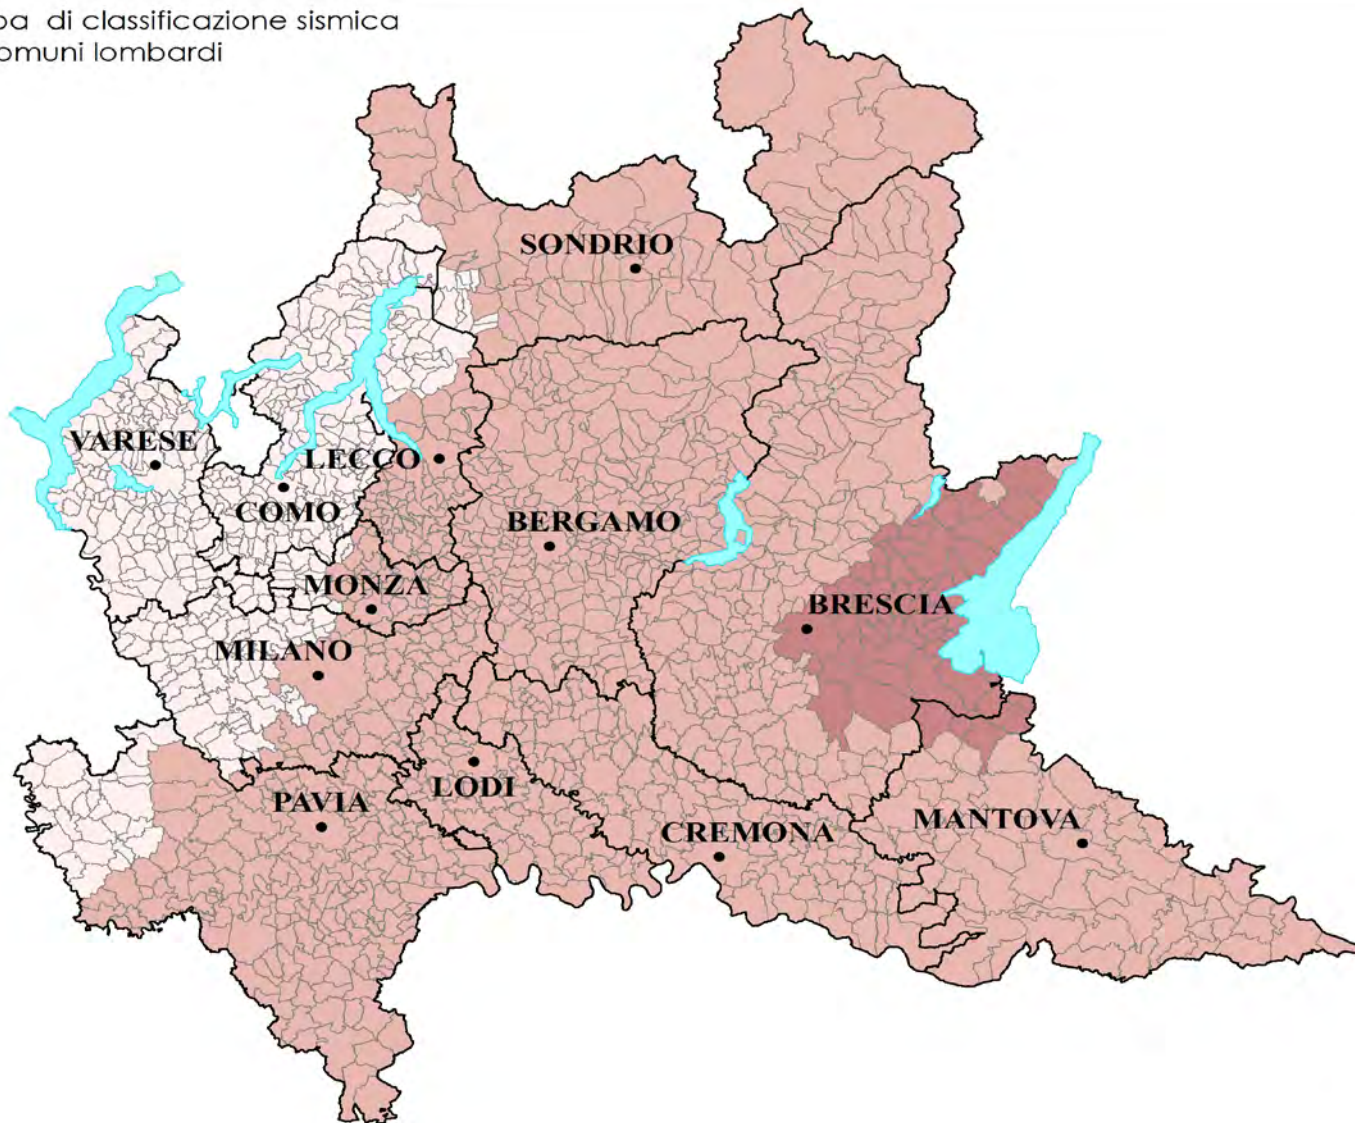 pa di classificazione sismica
omuni lombardi
SONDRIO
VARESE
LECCO
COMO
BERGAMO
MONZA
BRESCIA
MILANO
PAVIA
LODI
CREMONA
MANTOVA